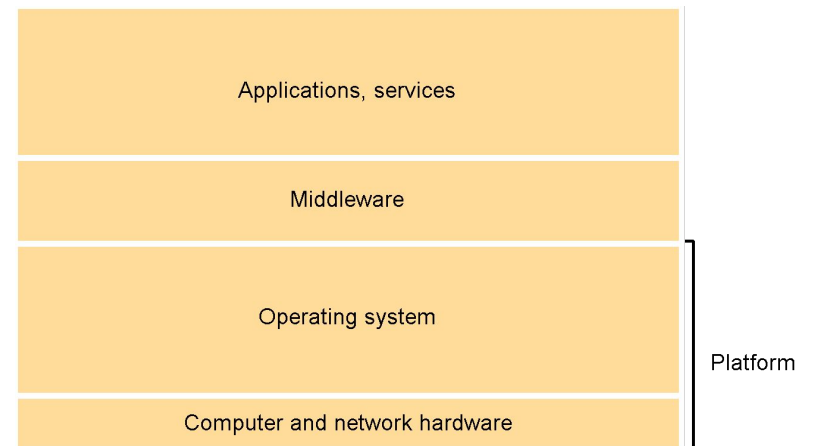 Applications, services
Middleware
Operating system
Platform
Computer and network hardware